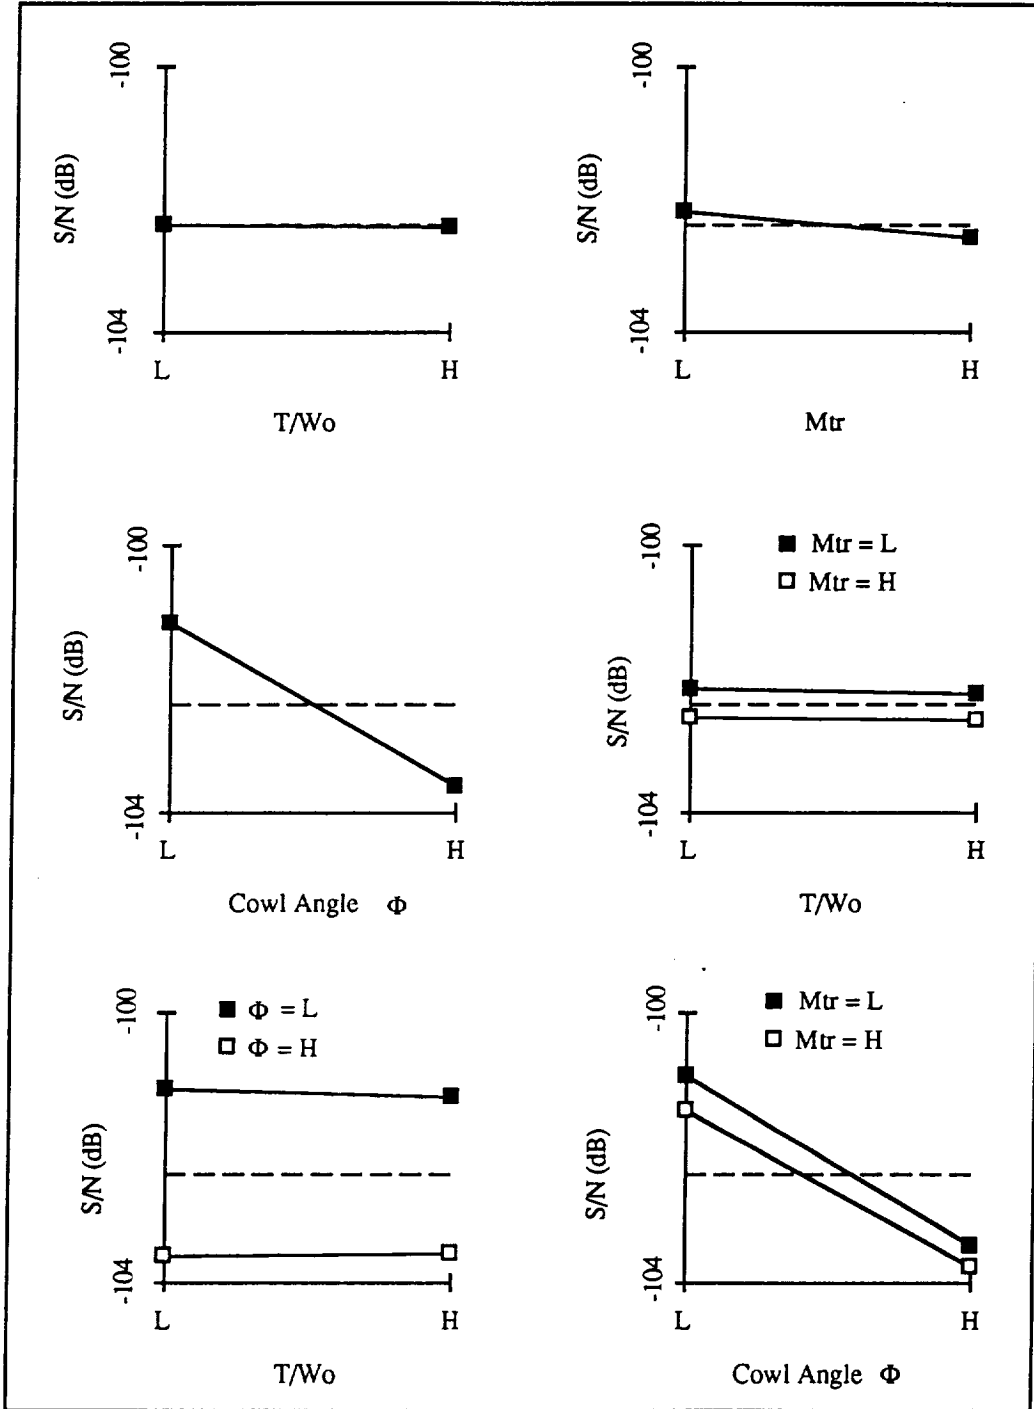 -100
S/N (dB)
-104
L H
T/Wo
-100
S/N (dB)
-104
L H
Mtr
-100
S/N (dB)
-104
L H
Cowl Angle Φ
-100
Mtr = L
Mtr = H
S/N (dB)
-104
L H
T/Wo
-100
Φ = L
Φ = H
S/N (dB)
-104
L H
T/Wo
-100
Mtr = L
Mtr = H
S/N (dB)
-104
L H
Cowl Angle Φ